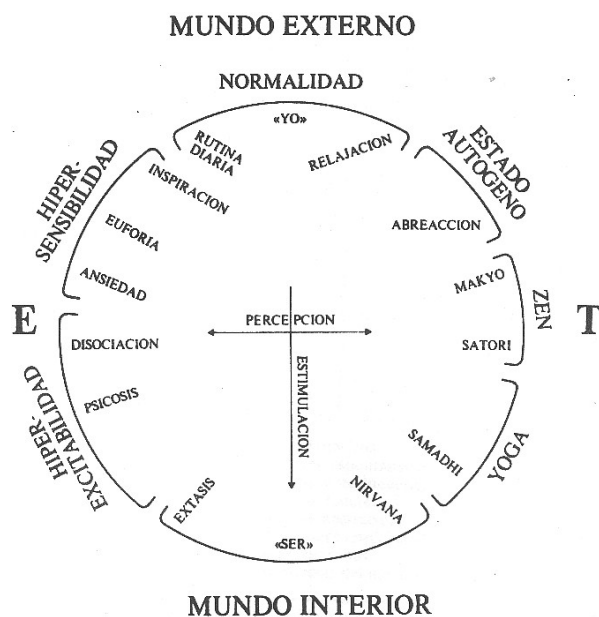 MUNDO EXTERNO
NORMALIDAD
«YO»
RUTINA
DIARIA
RELAJACION
ESTADO
AUTOGENO
HIPER-
SENSIBILIDAD
INSPIRACION
EUFORIA
ANSIEDAD
ABREACCION
MAKYO
ZEN
SATORI
E
T
PERCEPCION
ESTIMULACION
DISOCIACION
PSICOSIS
HIPER-
EXCITABILIDAD
EXTASIS
SAMADHI
YOGA
NIRVANA
«SER»
MUNDO INTERIOR